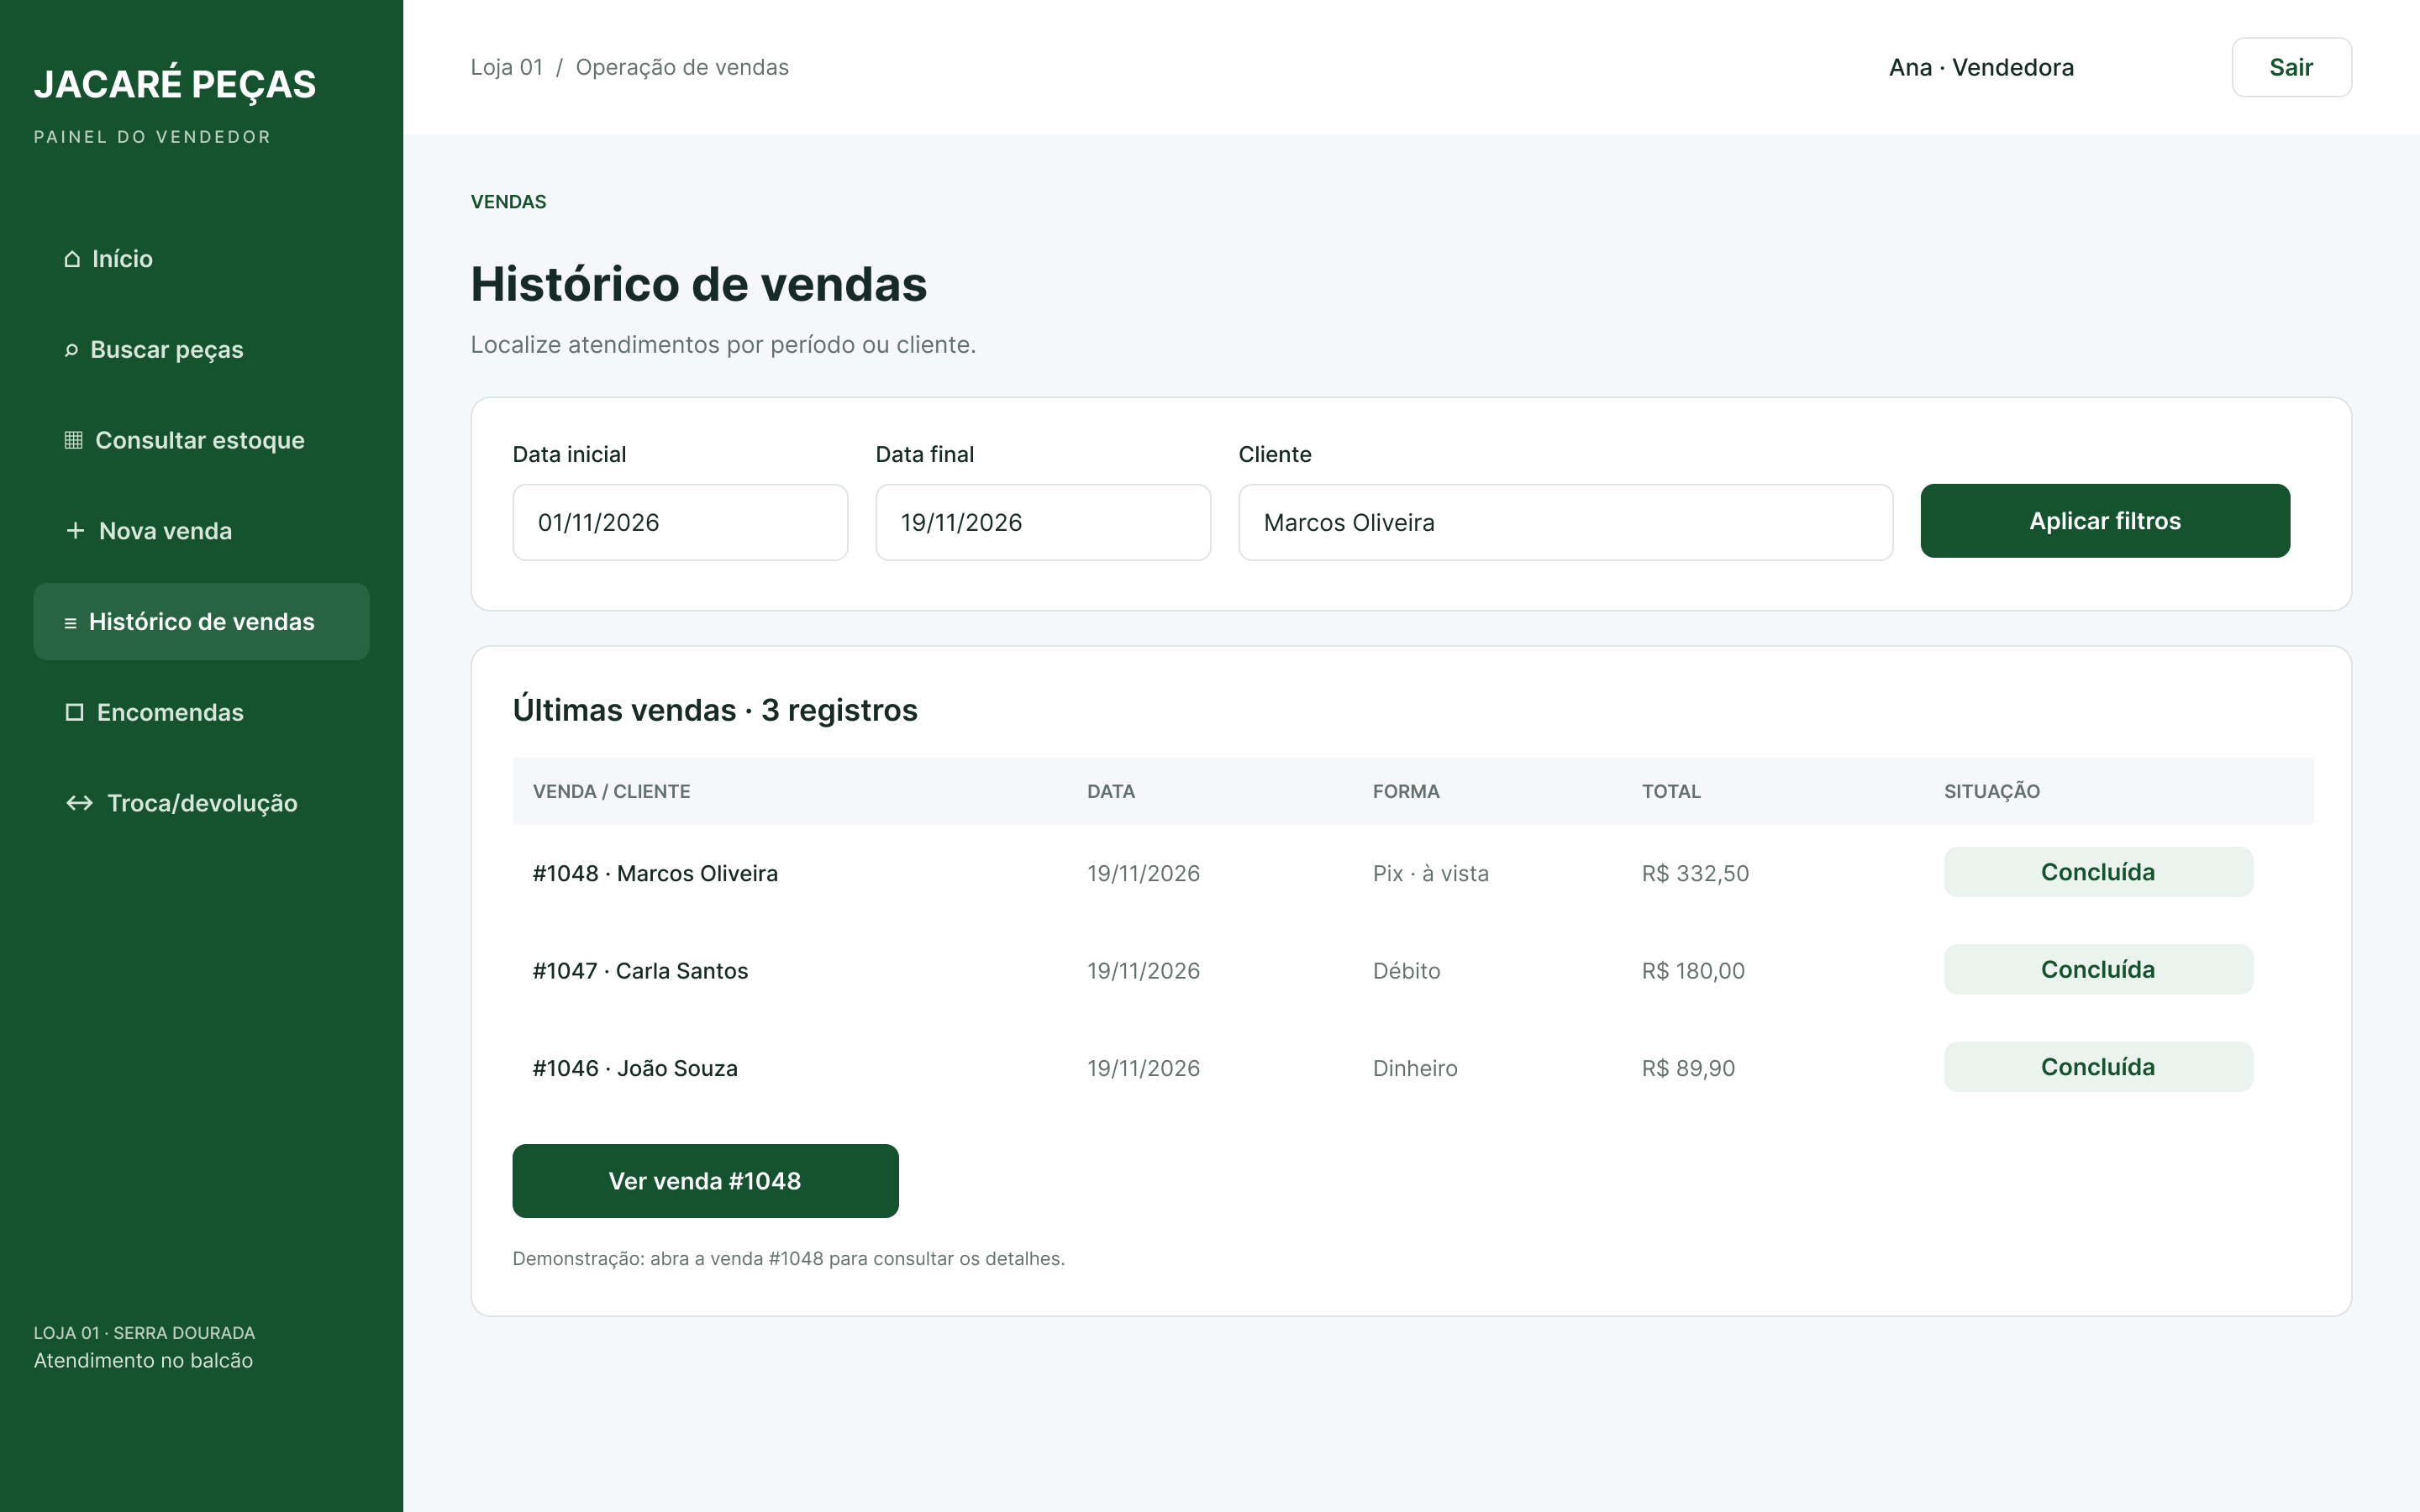 JACARÉ PEÇAS
PAINEL DO VENDEDOR
Início
Buscar peças
Consultar estoque
Nova venda
Histórico de vendas
Encomendas
Troca/devolução
LOJA 01 · SERRA DOURADA
Atendimento no balcão
Loja 01 / Operação de vendas
Ana · Vendedora
Sair
VENDAS
Histórico de vendas
Localize atendimentos por período ou cliente.
Data inicial Data final Cliente
01/11/2026 19/11/2026 Marcos Oliveira Aplicar filtros
Últimas vendas · 3 registros
VENDA / CLIENTE DATA FORMA TOTAL SITUAÇÃO
#1048 · Marcos Oliveira 19/11/2026 Pix · à vista R$ 332,50 Concluída
#1047 · Carla Santos 19/11/2026 Débito R$ 180,00 Concluída
#1046 · João Souza 19/11/2026 Dinheiro R$ 89,90 Concluída
Ver venda #1048
Demonstração: abra a venda #1048 para consultar os detalhes.